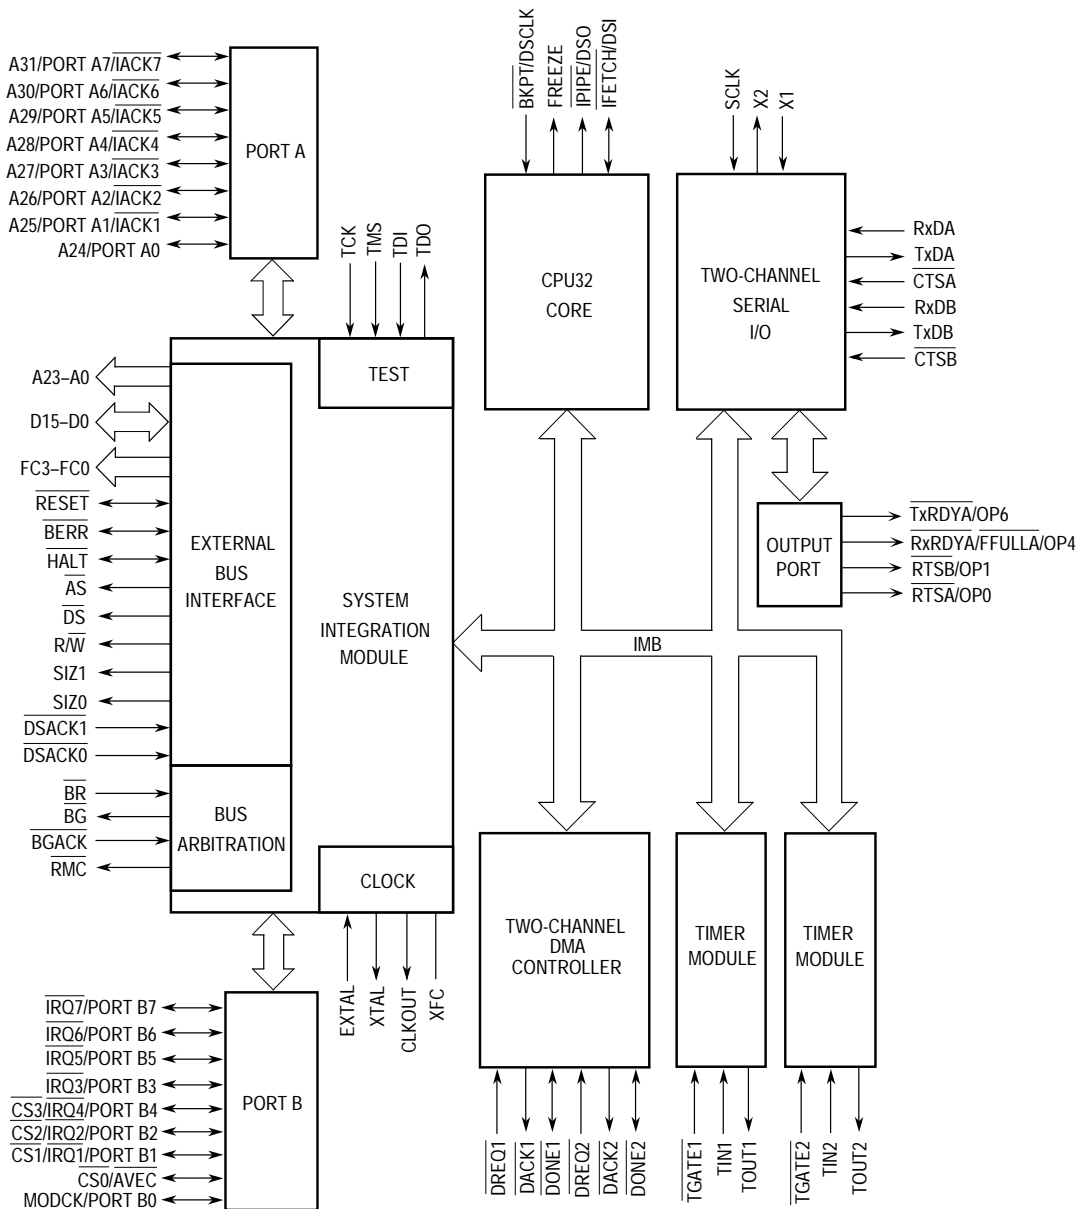 A31/PORT A7/IACK7
A30/PORT A6/IACK6
A29/PORT A5/IACK5
A28/PORT A4/IACK4
A27/PORT A3/IACK3
A26/PORT A2/IACK2
A25/PORT A1/IACK1
A24/PORT A0
PORT A
TCK
TMS
TDI
TDO
TEST
BKPT/DSCLK
FREEZE
IPIPE/DSO
IFETCH/DSI
CPU32
CORE
SCLK
X2
X1
TWO-CHANNEL
SERIAL
I/O
RxDA
TxDA
CTSA
RxDB
TxDB
CTSB
A23–A0
D15–D0
FC3–FC0
RESET
BERR
HALT
AS
DS
R/W
SIZ1
SIZ0
DSACK1
DSACK0
EXTERNAL
BUS
INTERFACE
SYSTEM
INTEGRATION
MODULE
OUTPUT
PORT
TxRDYA/OP6
RxRDYA/FFULLA/OP4
RTSB/OP1
RTSA/OP0
IMB
BR
BG
BGACK
RMC
BUS
ARBITRATION
CLOCK
EXTAL
XTAL
CLKOUT
XFC
TWO-CHANNEL
DMA
CONTROLLER
TIMER
MODULE
TIMER
MODULE
IRQ7/PORT B7
IRQ6/PORT B6
IRQ5/PORT B5
IRQ3/PORT B3
CS3/IRQ4/PORT B4
CS2/IRQ2/PORT B2
CS1/IRQ1/PORT B1
CS0/AVEC
MODCK/PORT B0
PORT B
DREQ1
DACK1
DONE1
DREQ2
DACK2
DONE2
TGATE1
TIN1
TOUT1
TGATE2
TIN2
TOUT2